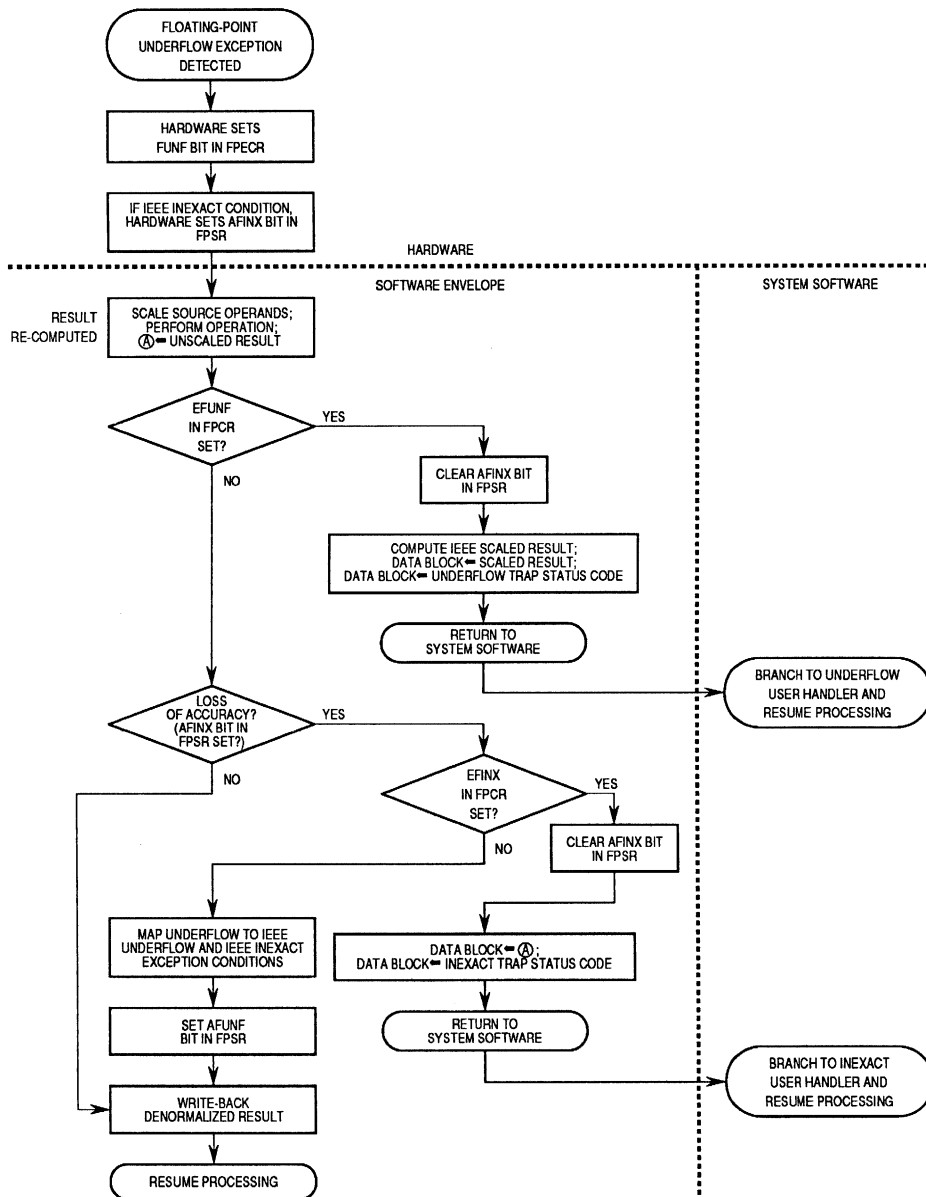 FLOATING-POINT
UNDERFLOW EXCEPTION
DETECTED
HARDWARE SETS
FUNF BIT IN FPECR
IF IEEE INEXACT CONDITION,
HARDWARE SETS AFINX BIT IN
FPSR
HARDWARE
SOFTWARE ENVELOPE
SYSTEM SOFTWARE
RESULT
RE-COMPUTED
SCALE SOURCE OPERANDS;
PERFORM OPERATION;
Ⓐ⬅ UNSCALED RESULT
EFUNF
IN FPCR
SET?
YES
NO
CLEAR AFINX BIT
IN FPSR
COMPUTE IEEE SCALED RESULT;
DATA BLOCK⬅ SCALED RESULT;
DATA BLOCK⬅ UNDERFLOW TRAP STATUS CODE
RETURN TO
SYSTEM SOFTWARE
BRANCH TO UNDERFLOW
USER HANDLER AND
RESUME PROCESSING
LOSS
OF ACCURACY?
(AFINX BIT IN
FPSR SET?)
YES
NO
EFINX
IN FPCR
SET?
YES
NO
CLEAR AFINX BIT
IN FPSR
MAP UNDERFLOW TO IEEE
UNDERFLOW AND IEEE INEXACT
EXCEPTION CONDITIONS
DATA BLOCK⬅Ⓐ;
DATA BLOCK⬅ INEXACT TRAP STATUS CODE
SET AFUNF
BIT IN FPSR
RETURN TO
SYSTEM SOFTWARE
BRANCH TO INEXACT
USER HANDLER AND
RESUME PROCESSING
WRITE-BACK
DENORMALIZED RESULT
RESUME PROCESSING